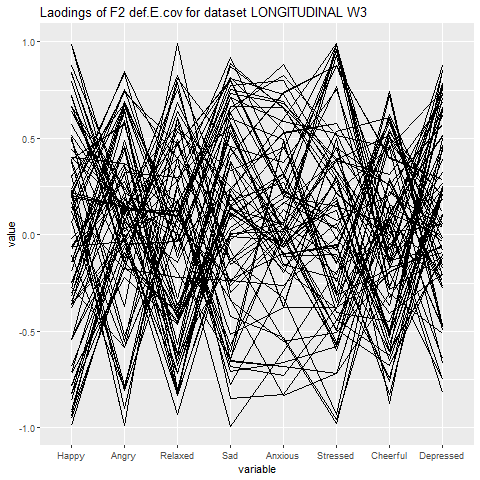 Laodings of F2 def.E.cov for dataset LONGITUDINAL W3
1.0
0.5
0.0
-0.5
-1.0
value
Happy Angry Relaxed Sad Anxious Stressed Cheerful Depressed
variable